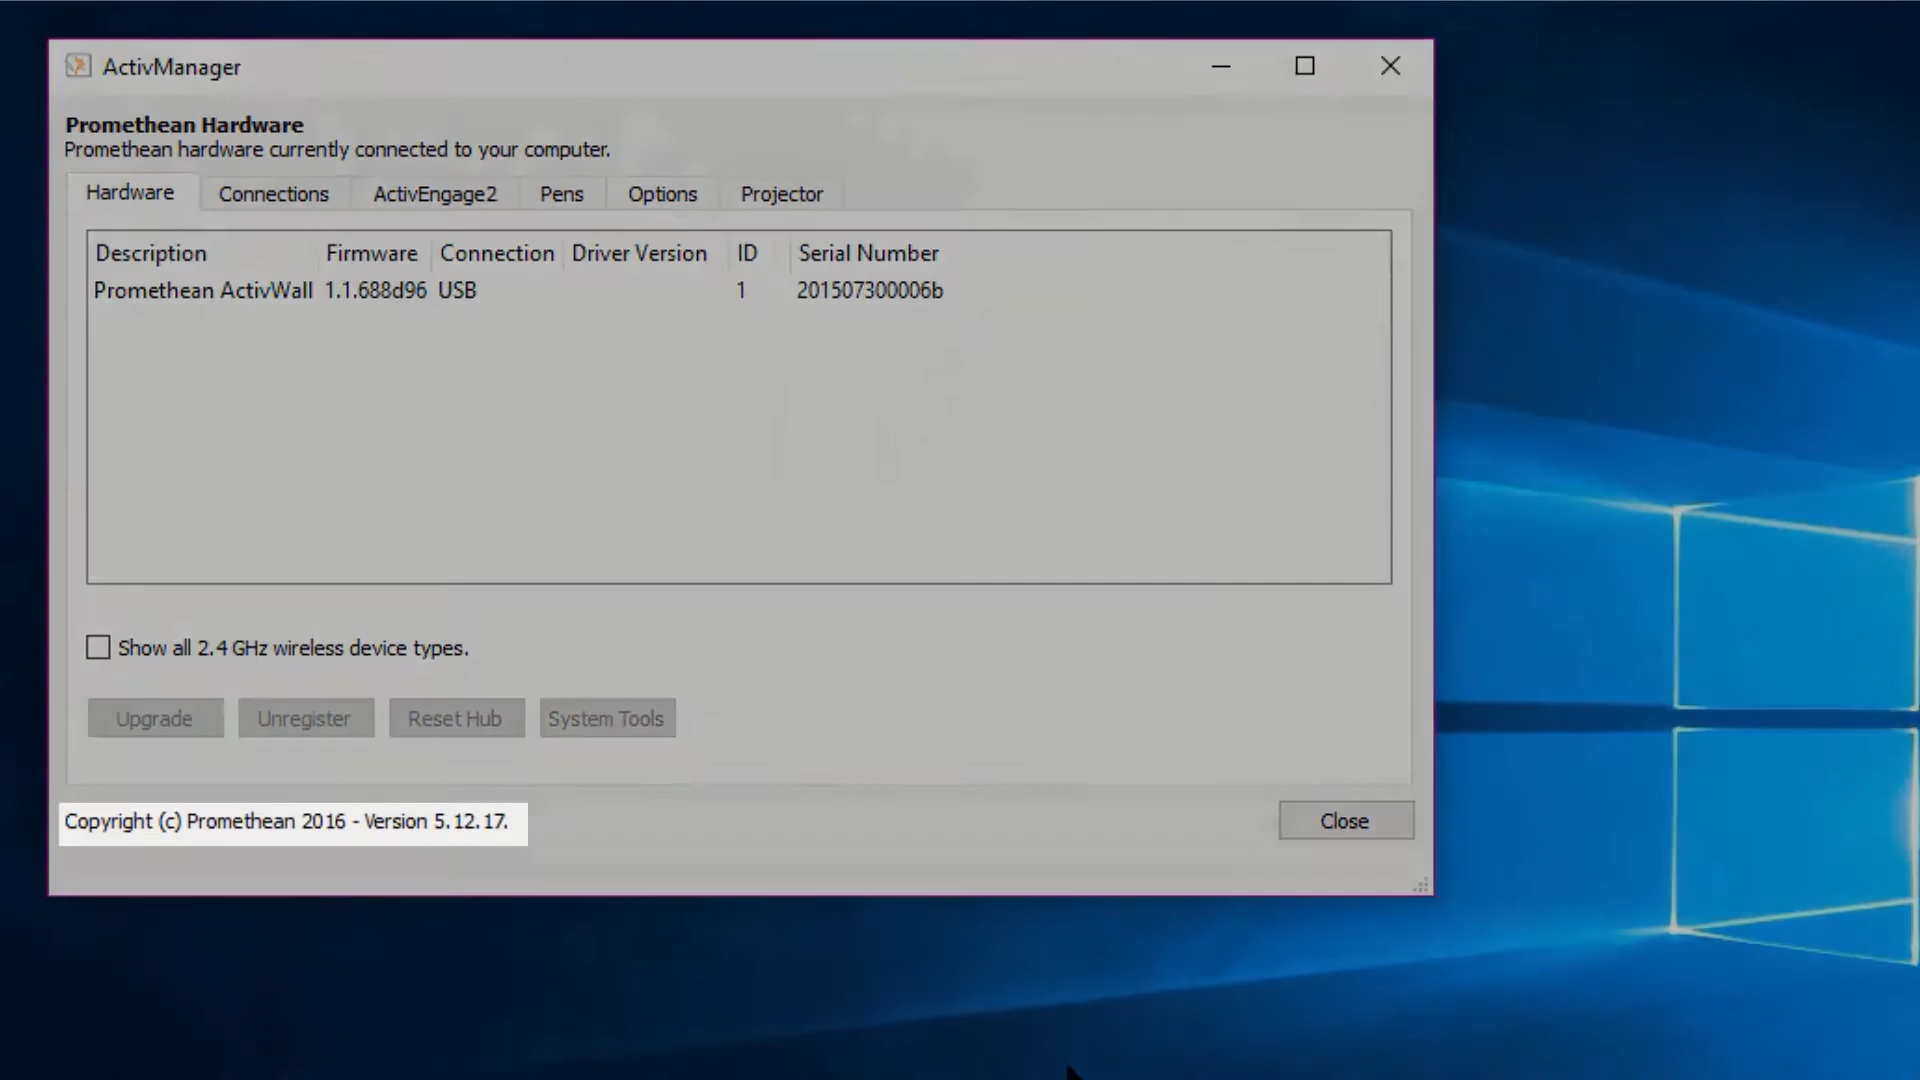 ActivManager
Promethean Hardware
Promethean hardware currently connected to your computer.
Hardware Connections ActivEngage2 Pens Options Projector
Description Firmware Connection Driver Version ID Serial Number
Promethean ActivWall 1.1.688d96 USB 1 201507300006b
Show all 2.4 GHz wireless device types.
Upgrade Unregister Reset Hub System Tools
Copyright (c) Promethean 2016 - Version 5.12.17. Close